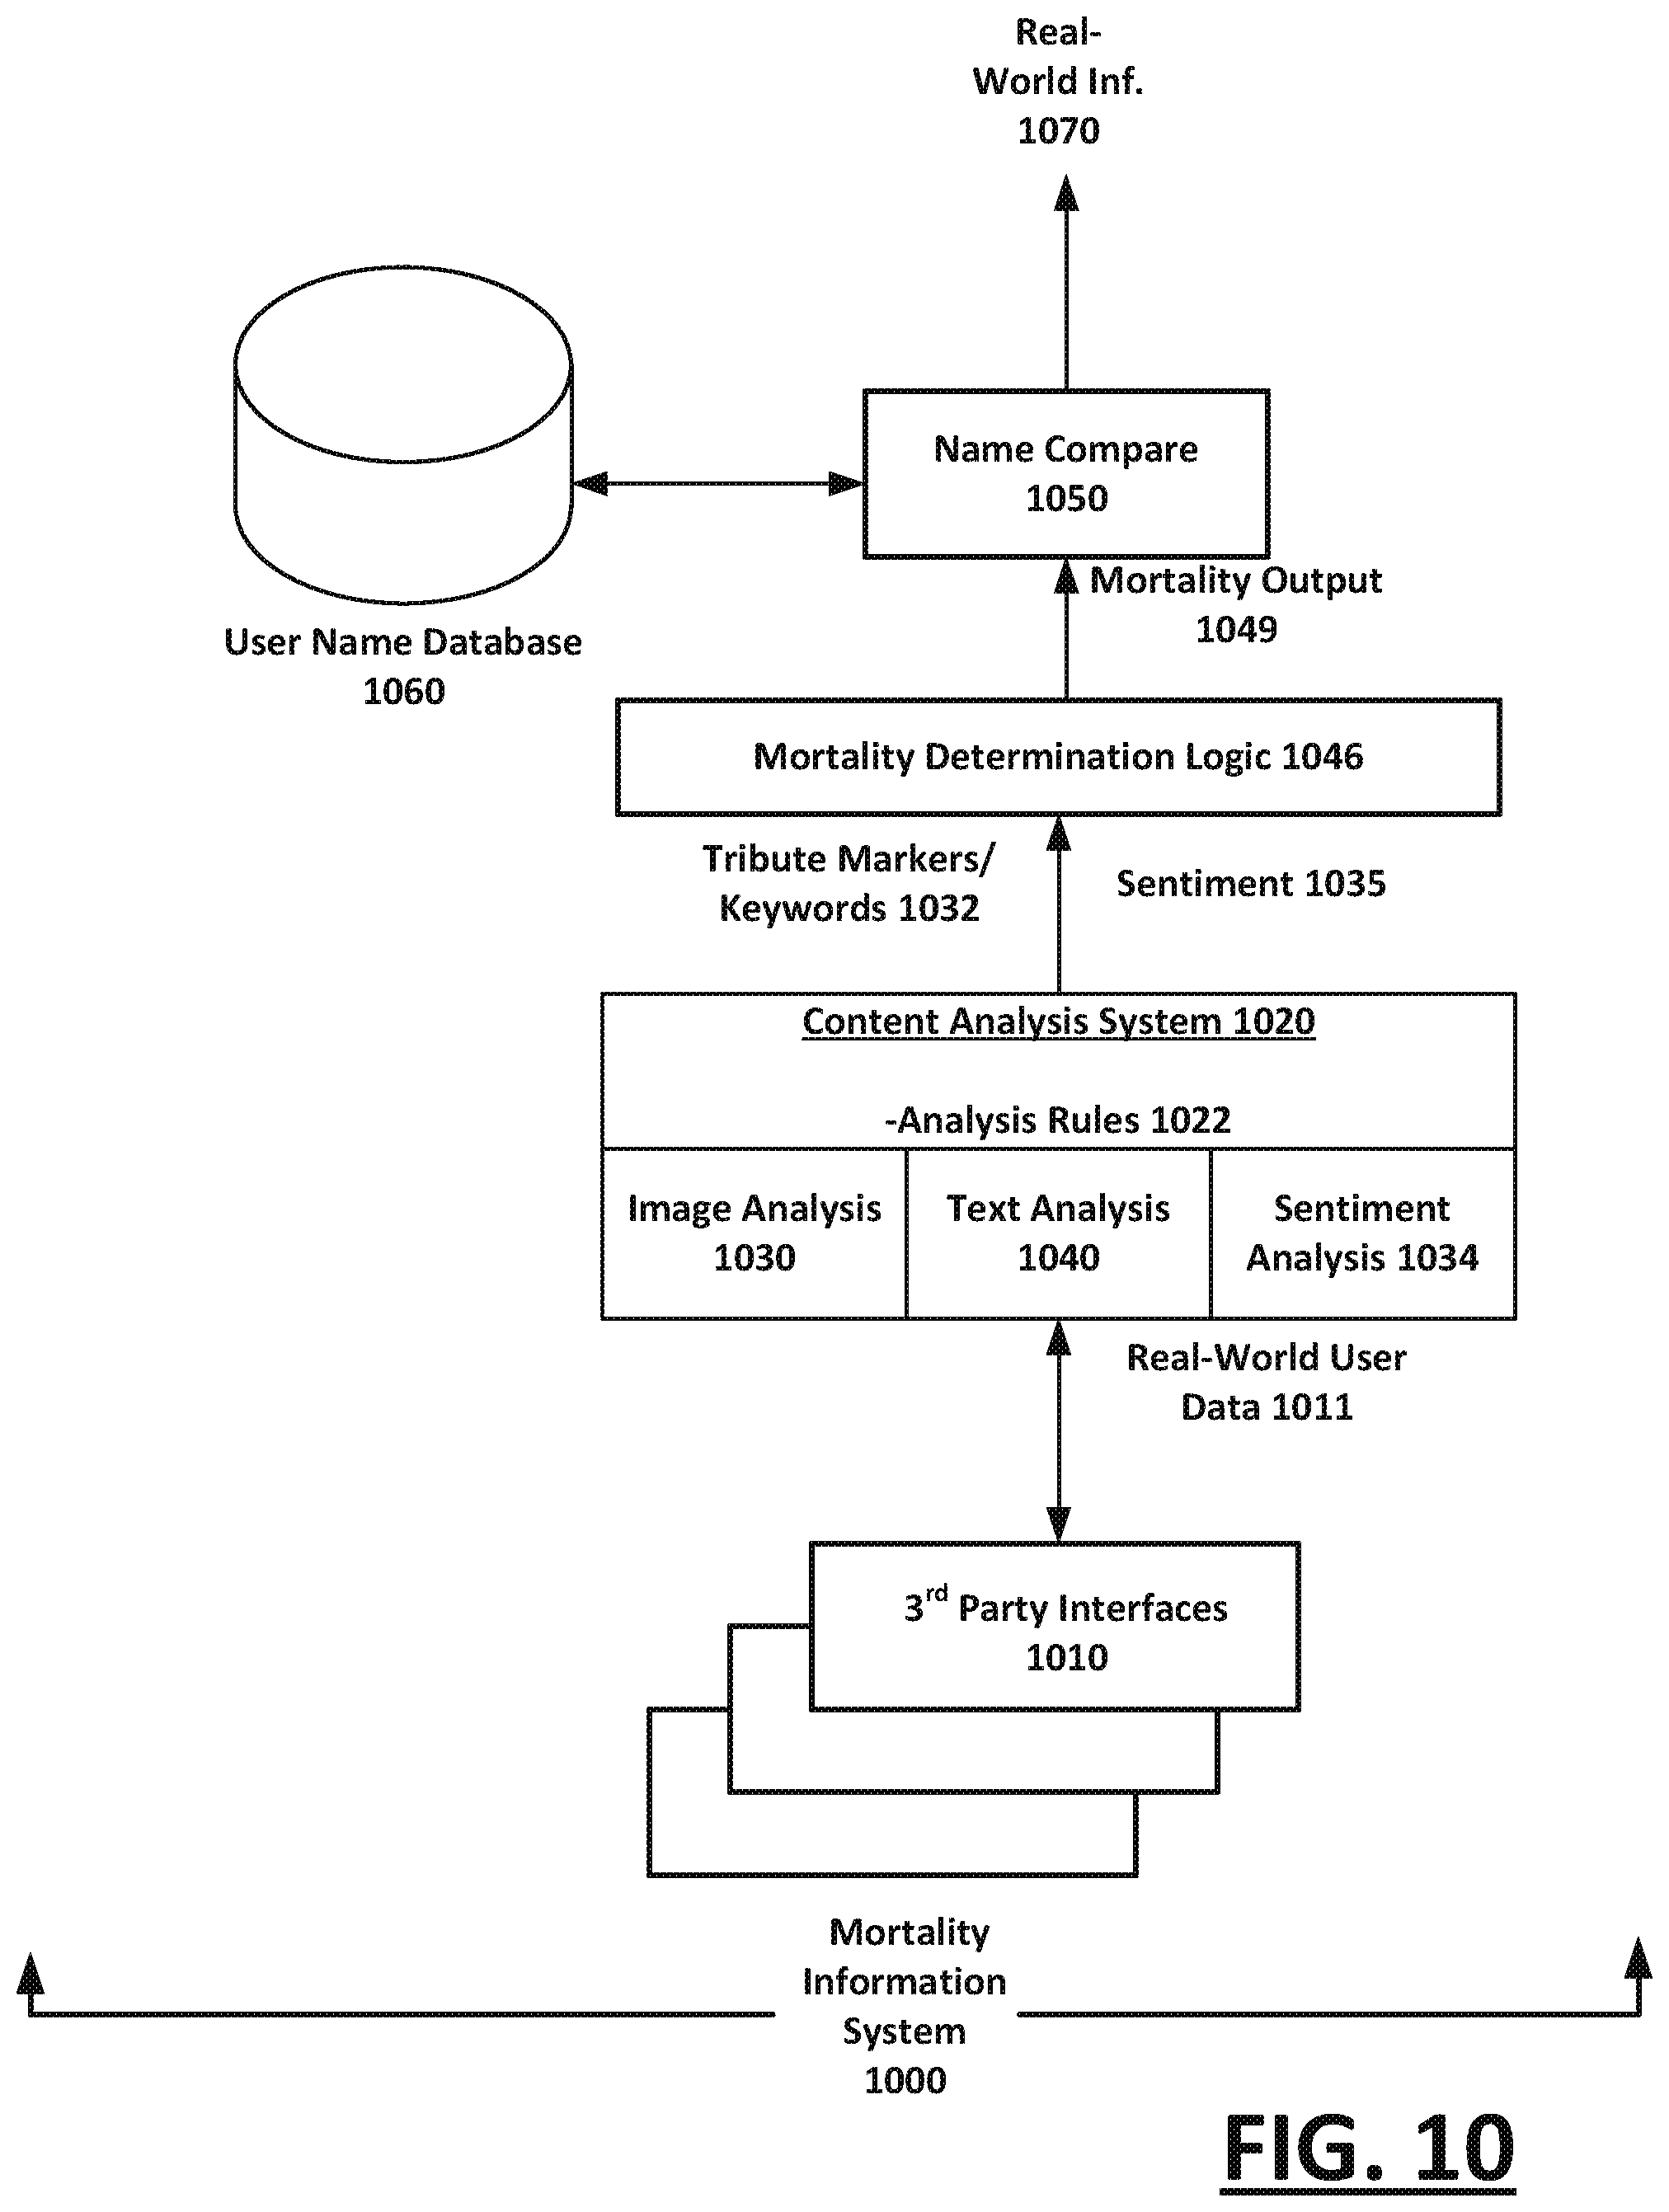 Real-
World Inf.
1070
Name Compare
1050
Mortality Output
1049
User Name Database
1060
Mortality Determination Logic 1046
Tribute Markers/
Keywords 1032
Sentiment 1035
Content Analysis System 1020
-Analysis Rules 1022
Image Analysis
1030
Text Analysis
1040
Sentiment
Analysis 1034
Real-World User
Data 1011
3rd Party Interfaces
1010
Mortality
Information
System
1000
FIG. 10